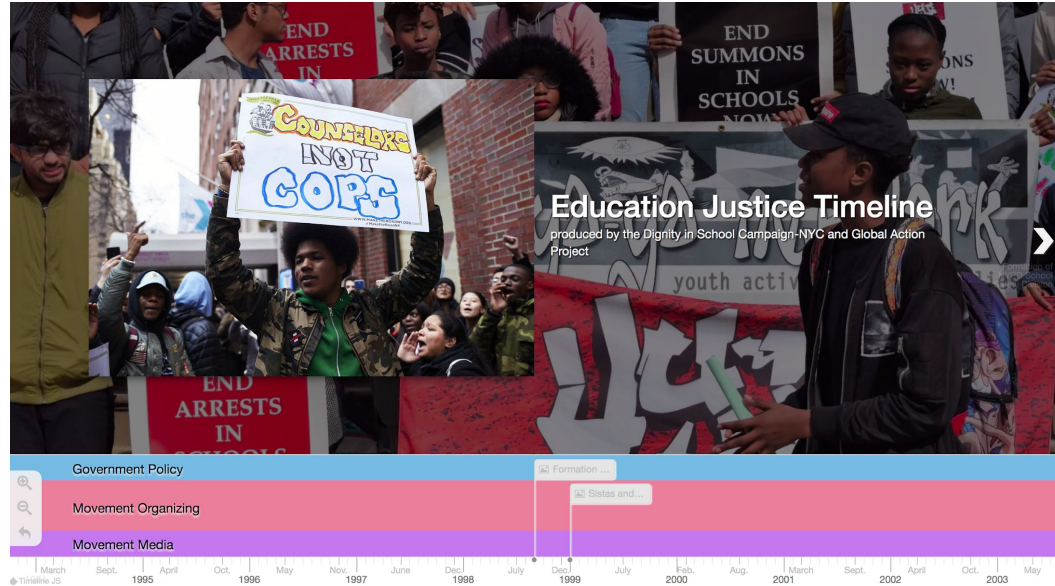 END
ARRESTS
IN
END
SUMMONS
IN
SCHOOLS
NOW
COUNSELORS
NOT
COPS
Education Justice Timeline
produced by the Dignity in School Campaign-NYC and Global Action
Project
youth activ
END
ARRESTS
IN
SCHOOLS
Government Policy
Formation ...
Sistas and...
Movement Organizing
Movement Media
March Sept. April Oct. May Nov. June Dec. July Dec. July Feb. Aug. March Sept. April Oct. May
1995 1996 1997 1998 1999 2000 2001 2002 2003
Timeline JS